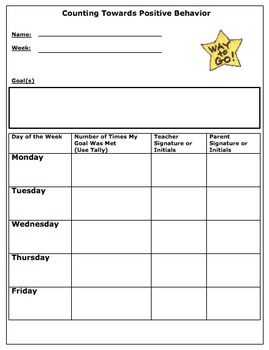 Counting Towards Positive Behavior
Name:
Week:
WAY TO GO!
Goal(s)
Day of the Week
Number of Times My
Goal Was Met
(Use Tally)
Teacher
Signature or
Initials
Parent
Signature or
Initials
Monday
Tuesday
Wednesday
Thursday
Friday